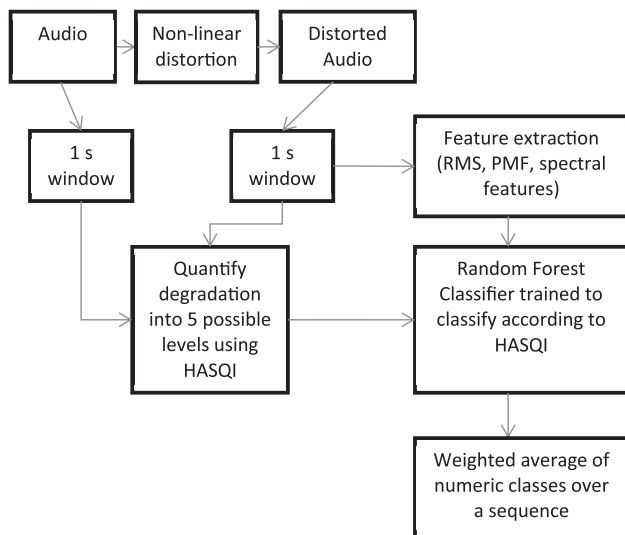 Audio
Non-linear
distortion
Distorted
Audio
1 s
window
1 s
window
Feature extraction
(RMS, PMF, spectral
features)
Quantify
degradation
into 5 possible
levels using
HASQI
Random Forest
Classifier trained to
classify according to
HASQI
Weighted average of
numeric classes over
a sequence